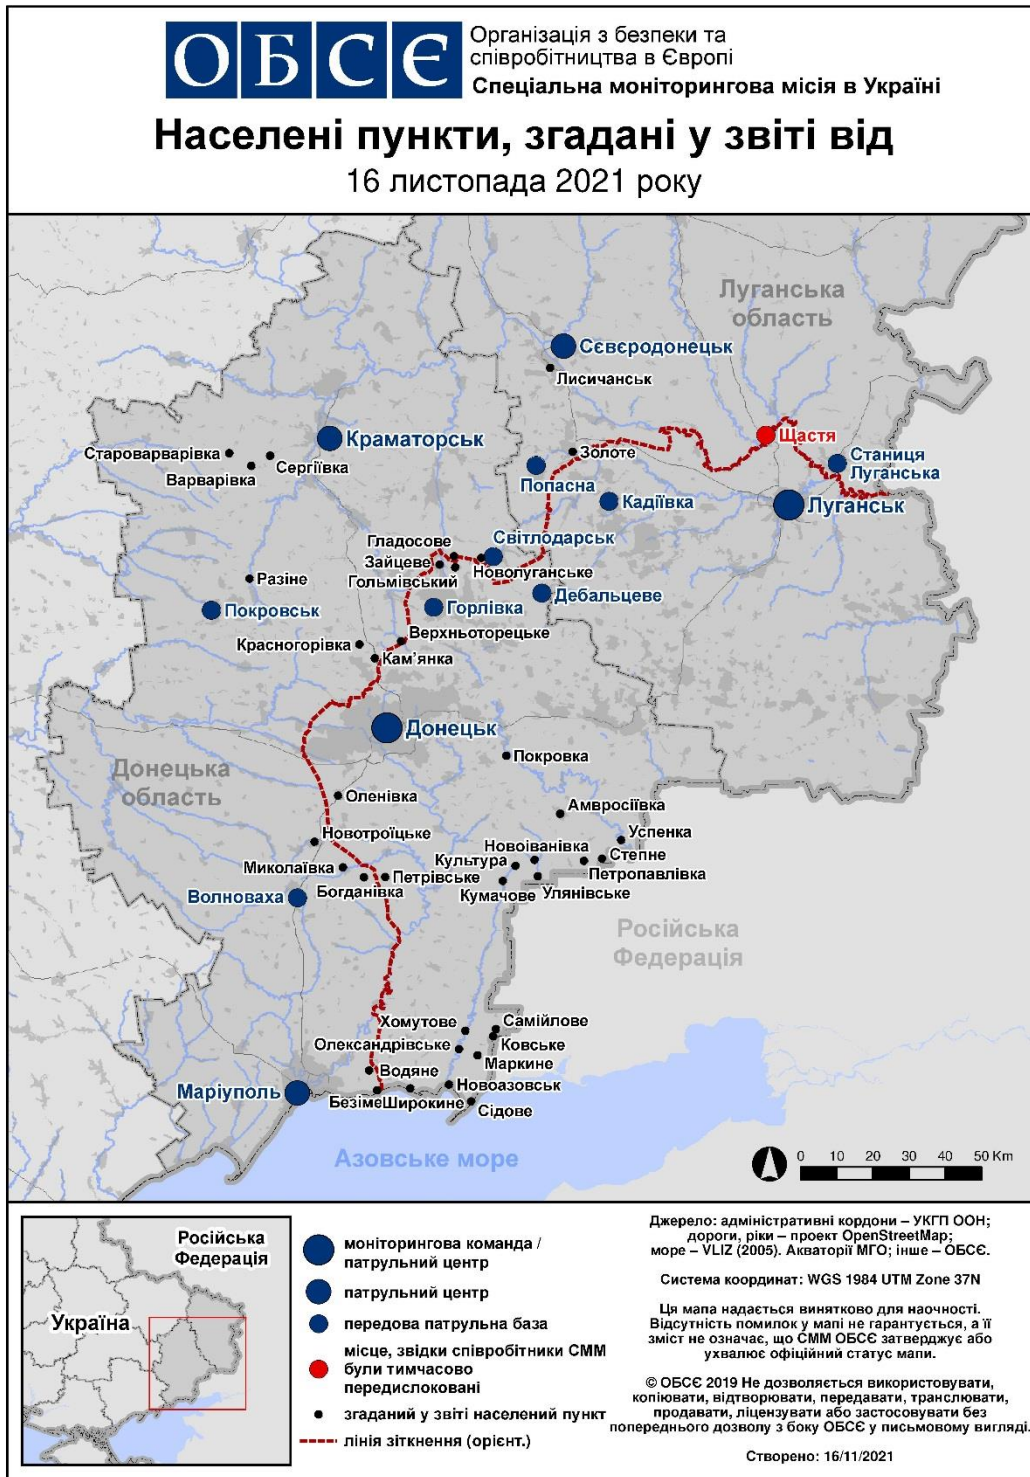 ОБСЄ
Організація з безпеки та
співробітництва в Європі
Спеціальна моніторингова місія в Україні
Населені пункти, згадані у звіті від
16 листопада 2021 року
Луганська
область
Сєвєродонецьк
Лисичанськ
Краматорськ
Староварварівка
Варварівка
Сергіївка
Золоте
Щастя
Станиця
Луганська
Попасна
Кадіївка
Луганськ
Світлодарськ
Гладосове
Зайцеве
Гольмівський
Новолуганське
Дебальцеве
Разіне
Покровськ
Горлівка
Верхньоторецьке
Красногорівка
Кам’янка
Донецьк
Покровка
Донецька
область
Оленівка
Амвросіївка
Новотроїцьке
Успенка
Новоіванівка
Степне
Культура
Петропавлівка
Миколаївка
Богданівка
Петрівське
Кумачове
Улянівське
Волноваха
Російська
Федерація
Хомутове
Самійлове
Олександрівське
Ковське
Маркине
Водяне
Новоазовськ
Маріуполь
Безіме
Широкине
Сідове
Азовське море
0 10 20 30 40 50 Km
Російська
Федерація
Україна
моніторингова команда /
патрульний центр
патрульний центр
передова патрульна база
місце, звідки співробітники СММ
були тимчасово
передислоковані
згаданий у звіті населений пункт
лінія зіткнення (орієнт.)
Джерело: адміністративні кордони – УКГП ООН;
дороги, ріки – проект OpenStreetMap;
море – VLIZ (2005). Акваторії МГО; інше – ОБСЄ.
Система координат: WGS 1984 UTM Zone 37N
Ця мапа надається винятково для наочності.
Відсутність помилок у мапі не гарантується, а її
зміст не означає, що СММ ОБСЄ затверджує або
ухвалює офіційний статус мапи.
© ОБСЄ 2019 Не дозволяється використовувати,
копіювати, відтворювати, передавати, транслювати,
продавати, ліцензувати або застосовувати без
попереднього дозволу з боку ОБСЄ у письмовому вигляді.
Створено: 16/11/2021